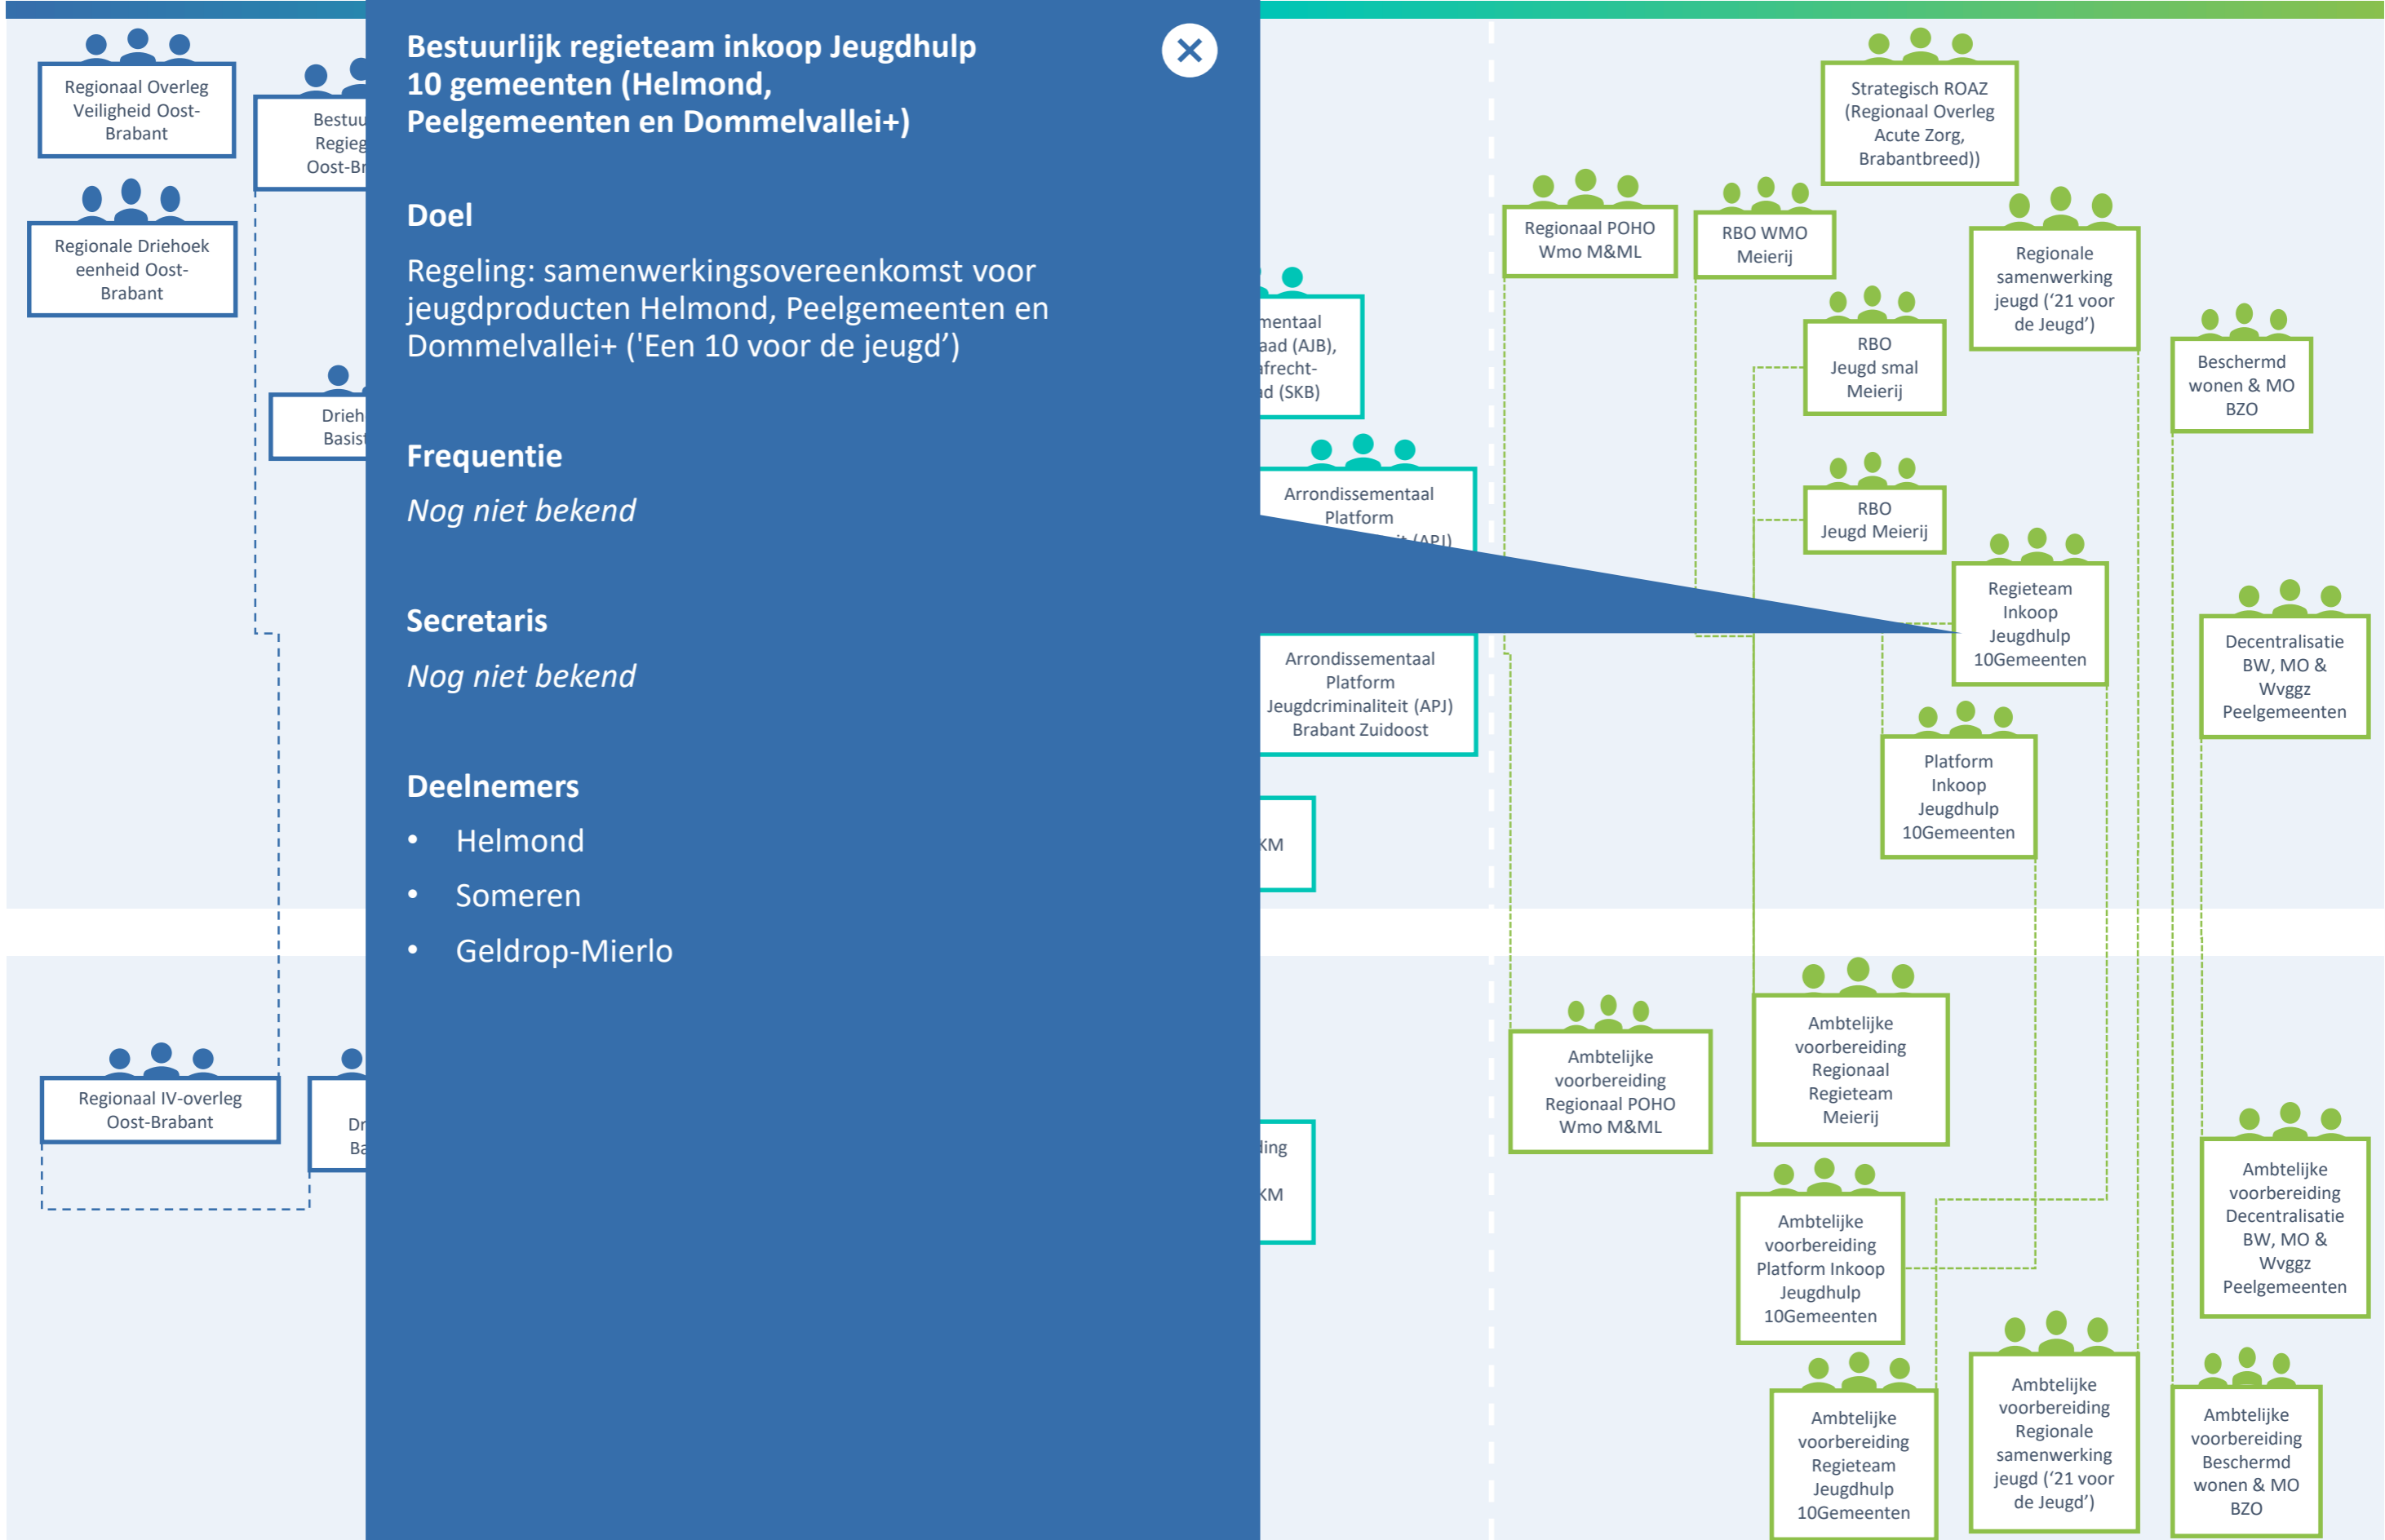 Regionaal Overleg
Veiligheid Oost-
Brabant
Regionale Driehoek
eenheid Oost-
Brabant
Oost-
Regionaal IV-overleg
Oost-Brabant
Bestuurlijk regieteam inkoop Jeugdhulp
10 gemeenten (Helmond,
Peelgemeenten en Dommelvallei+)
Doel
Regeling: samenwerkingsovereenkomst voor
jeugdproducten Helmond, Peelgemeenten en
Dommelvallei+ ('Een 10 voor de jeugd’)
Frequentie
Nog niet bekend
Secretaris
Nog niet bekend
Deelnemers
• Helmond
• Someren
• Geldrop-Mierlo
(AJB),
(SKB)
Arrondissementaal
Platform
(APJ)
Arrondissementaal
Platform
Jeugdcriminaliteit (APJ)
Brabant Zuidoost
Strategisch ROAZ
(Regionaal Overleg
Acute Zorg,
Brabantbreed))
Regionaal POHO
Wmo M&ML
RBO WMO
Meierij
Regionale
samenwerking
jeugd (‘21 voor
de Jeugd’)
RBO
Jeugd smal
Meierij
Beschermd
wonen & MO
BZO
RBO
Jeugd Meierij
Regieteam
Inkoop
Jeugdhulp
10Gemeenten
Decentralisatie
BW, MO &
Wvggz
Peelgemeenten
Platform
Inkoop
Jeugdhulp
10Gemeenten
Ambtelijke
voorbereiding
Regionaal POHO
Wmo M&ML
Ambtelijke
voorbereiding
Regionaal
Regieteam
Meierij
Ambtelijke
voorbereiding
Decentralisatie
BW, MO &
Wvggz
Peelgemeenten
Ambtelijke
voorbereiding
Platform Inkoop
Jeugdhulp
10Gemeenten
Ambtelijke
voorbereiding
Regieteam
Jeugdhulp
10Gemeenten
Ambtelijke
voorbereiding
Regionale
samenwerking
jeugd (‘21 voor
de Jeugd’)
Ambtelijke
voorbereiding
Beschermd
wonen & MO
BZO